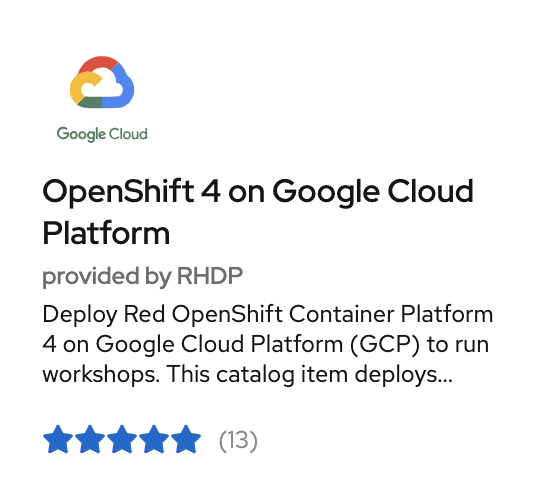 Google Cloud
OpenShift 4 on Google Cloud
Platform
provided by RHDP
Deploy Red OpenShift Container Platform
4 on Google Cloud Platform (GCP) to run
workshops. This catalog item deploys...
(13)